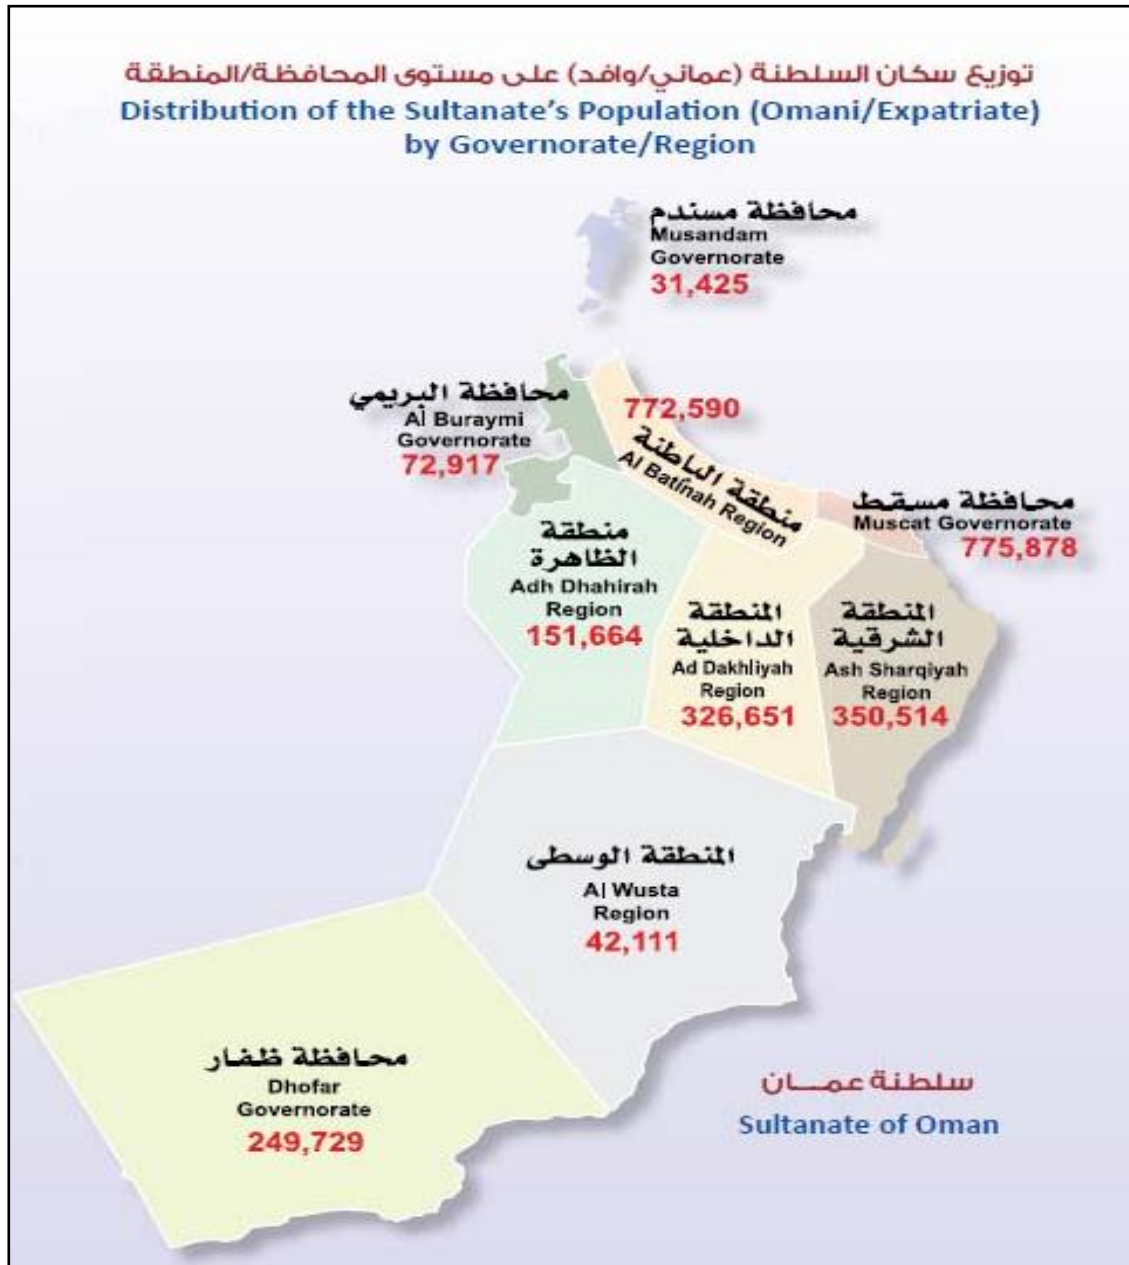 توزيع سكان السلطنة (عماني/وافد) على مستوى المحافظة/المنطقة
Distribution of the Sultanate's Population (Omani/Expatriate)
by Governorate/Region
محافظة مسندم
Musandam
Governorate
31,425
محافظة البريمي
Al Buraymi
Governorate
72,917
772,590
منطقة الباطنة
Al Batinah Region
محافظة مسقط
Muscat Governorate
775,878
منطقة
الظاهرة
Adh Dhahirah
Region
151,664
المنطقة
الداخلية
Ad Dakhliyah
Region
326,651
المنطقة
الشرقية
Ash Sharqiyah
Region
350,514
المنطقة الوسطى
Al Wusta
Region
42,111
محافظة ظفار
Dhofar
Governorate
249,729
سلطنة عمـــان
Sultanate of Oman